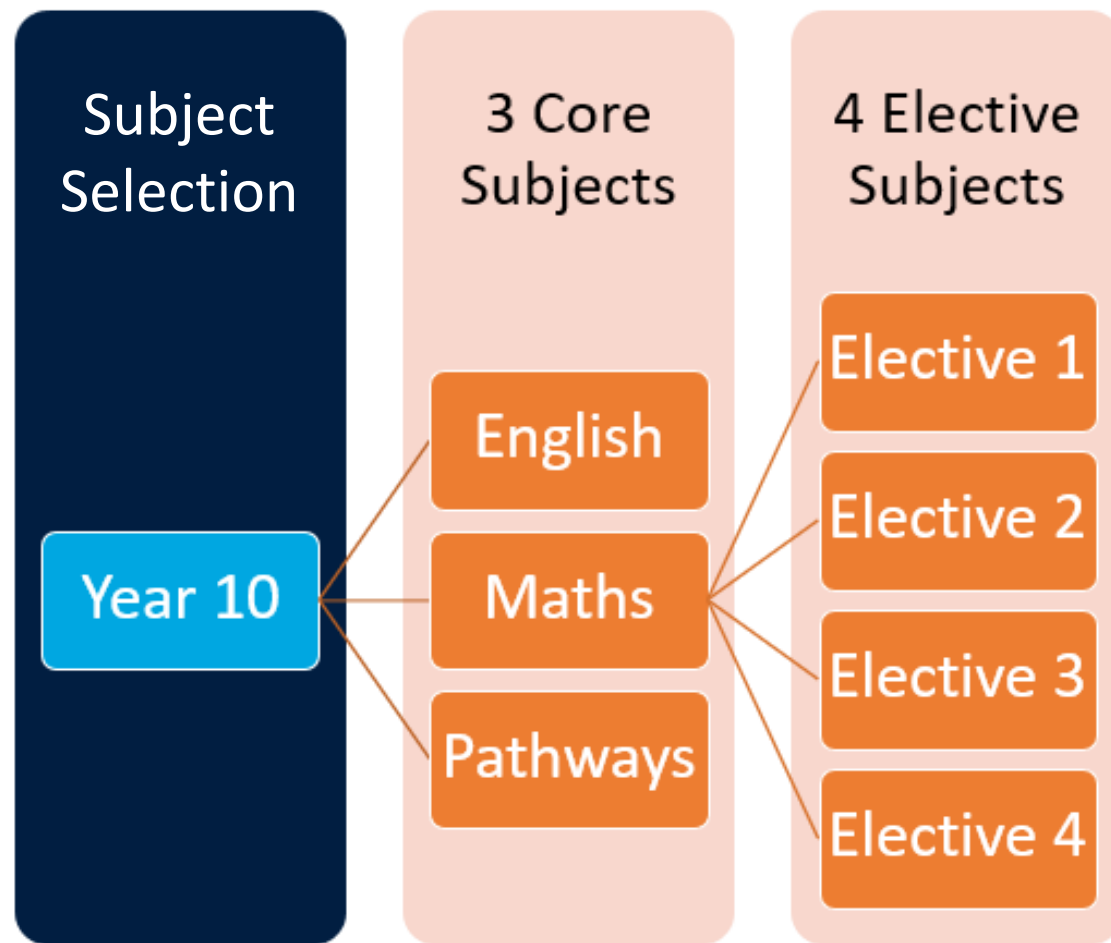 Subject
Selection
Year 10
3 Core
Subjects
English
Maths
Pathways
4 Elective
Subjects
Elective 1
Elective 2
Elective 3
Elective 4